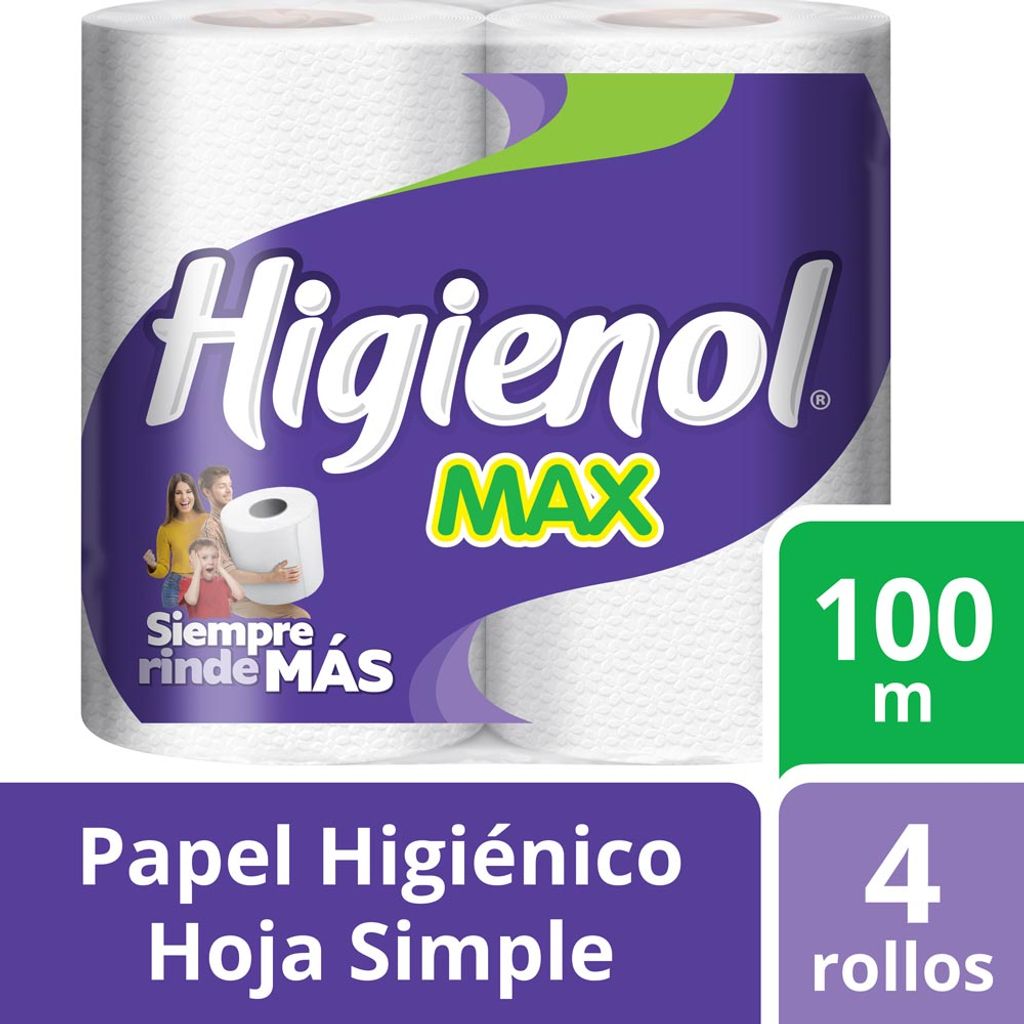 Higienol®
MAX
Siempre
rinde MÁS
100
m
Papel Higiénico
Hoja Simple
4
rollos